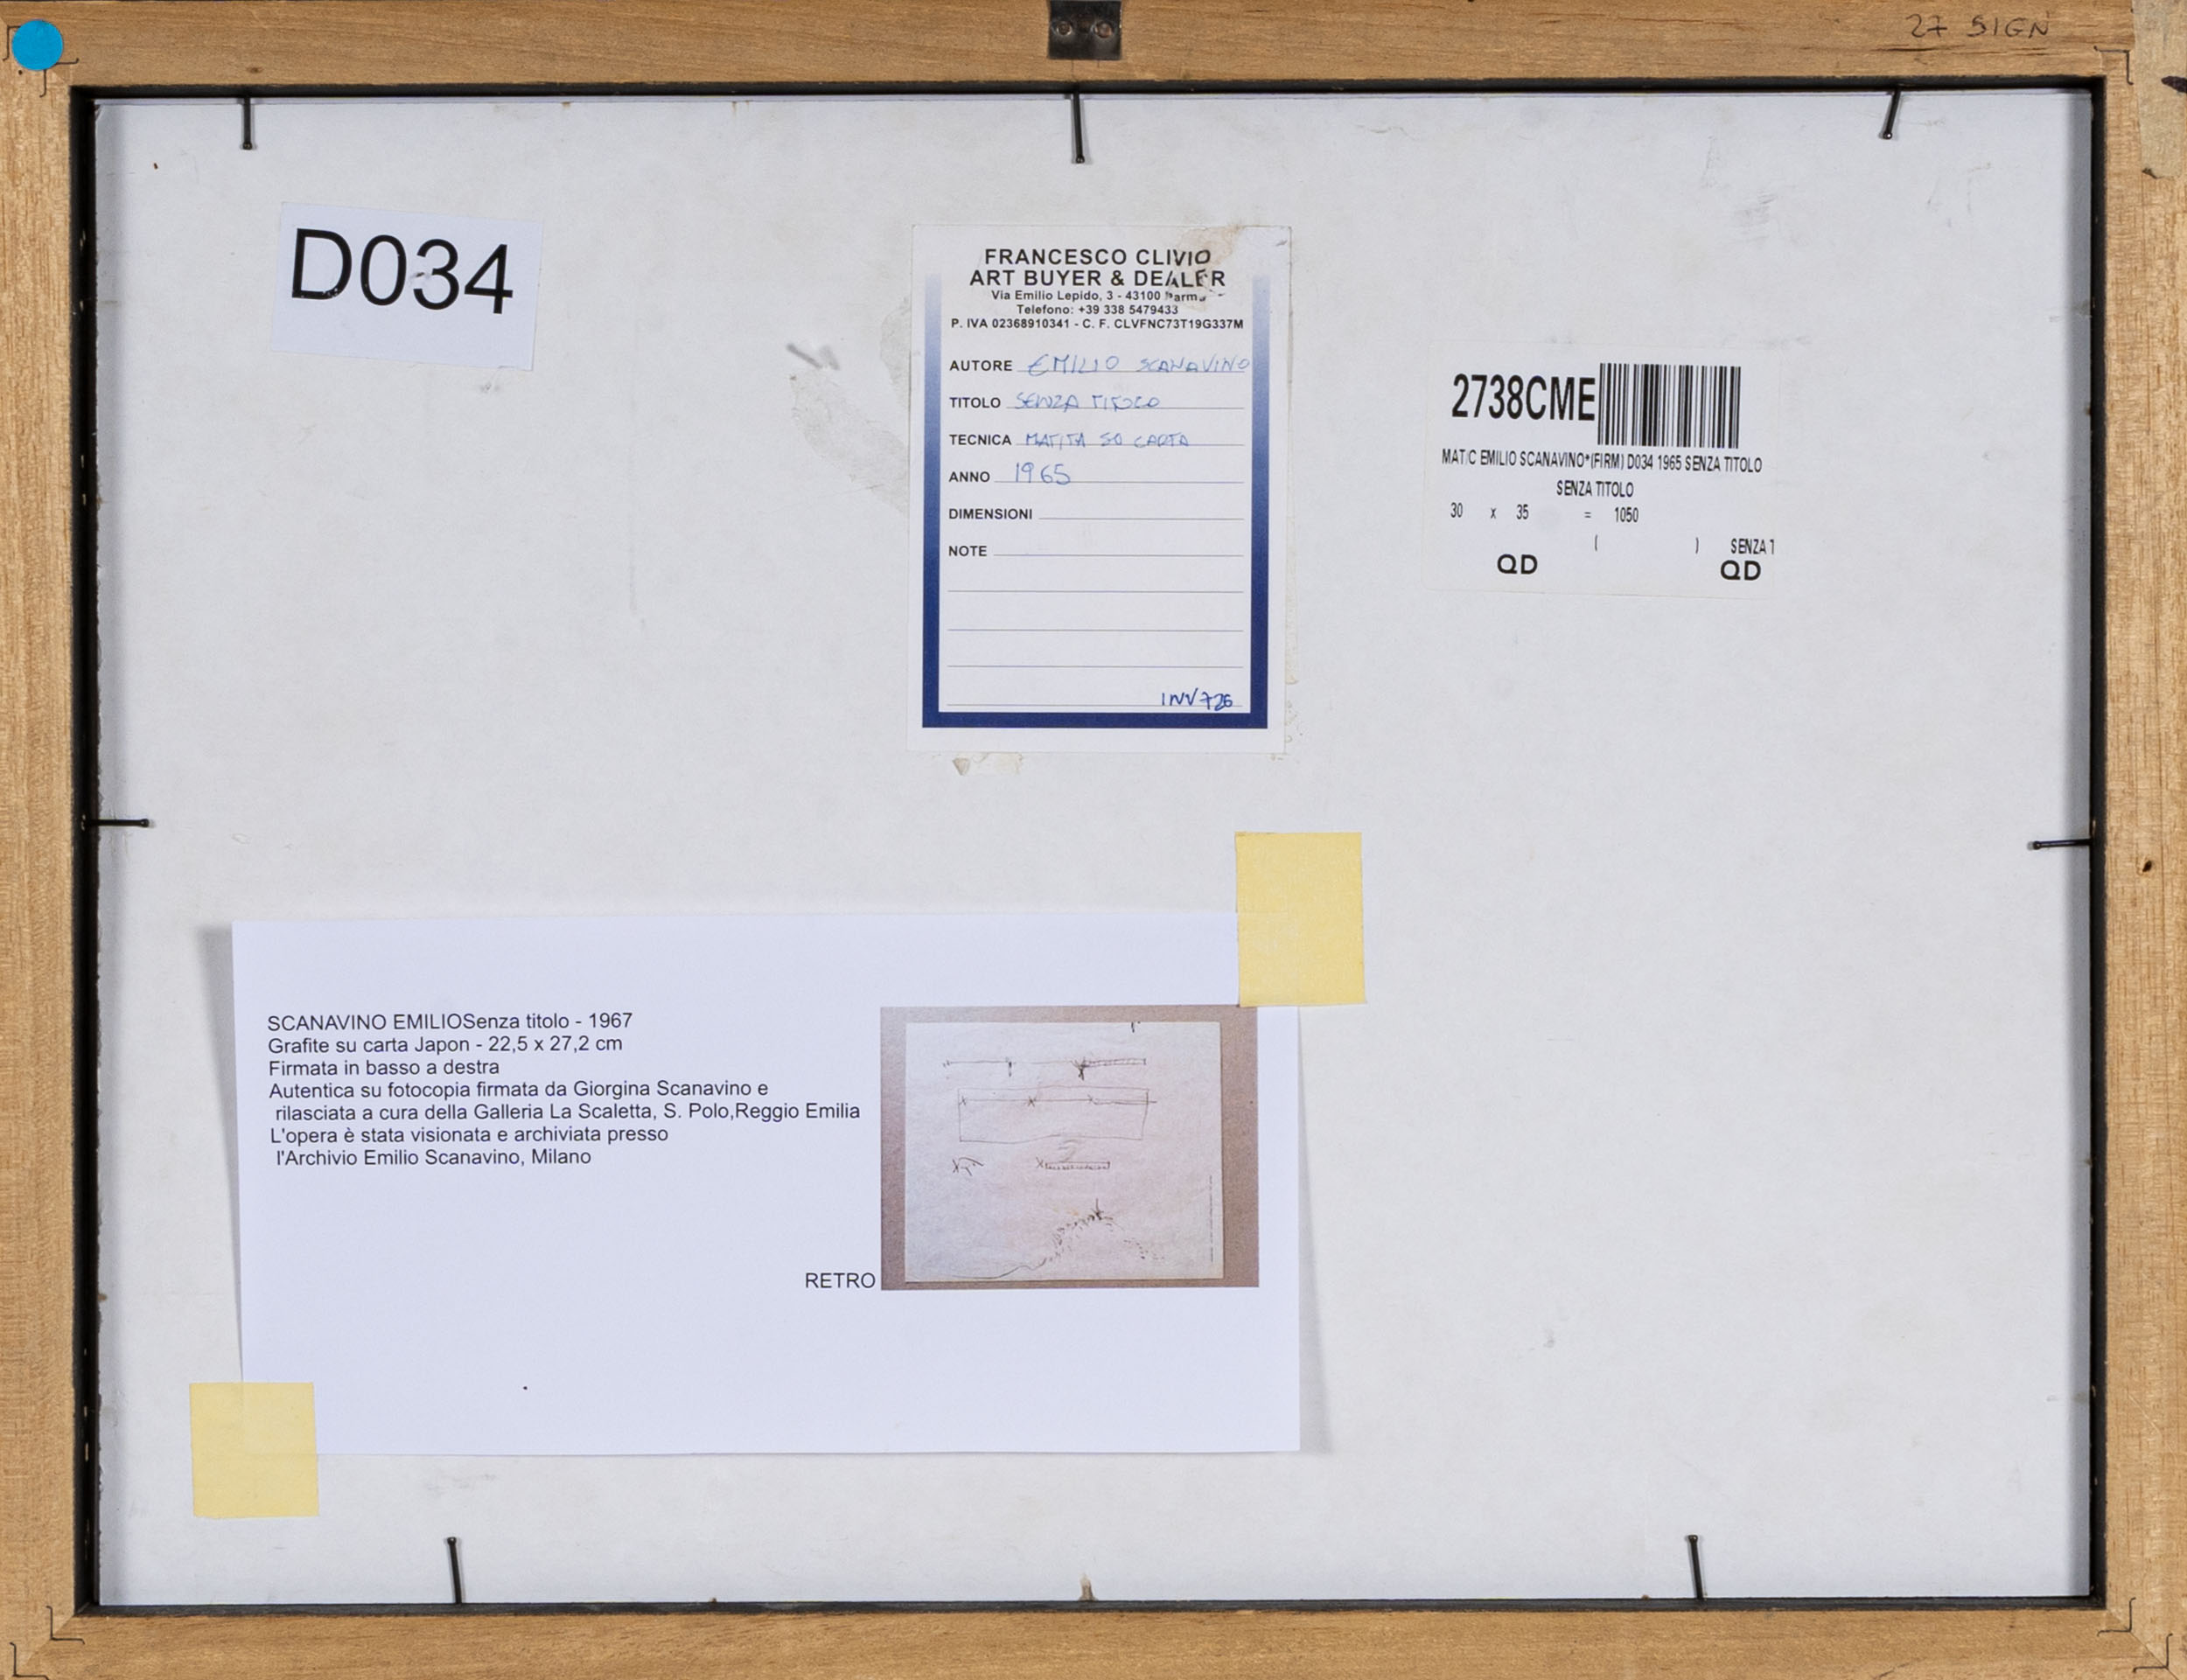 27 SIGN
D034
FRANCESCO CLIVIO
ART BUYER & DEALER
Via Emilio Lepido, 3 - 43100 Parma
Telefono: +39 338 5479433
P. IVA 02368910341 - C. F. CLVFNC73T19G337M
AUTORE EMILIO SCANAVINO
TITOLO SENZA TITOLO
TECNICA MATITA SU CARTA
ANNO 1965
DIMENSIONI
NOTE
INV726
2738CME
MAT/C EMILIO SCANAVINO*(FIRM) D034 1965 SENZA TITOLO
SENZA TITOLO
30 x 35 = 1050
( ) SENZA T
QD QD
SCANAVINO EMILIOSenza titolo - 1967
Grafite su carta Japon - 22,5 x 27,2 cm
Firmata in basso a destra
Autentica su fotocopia firmata da Giorgina Scanavino e
rilasciata a cura della Galleria La Scaletta, S. Polo,Reggio Emilia
L'opera è stata visionata e archiviata presso
l'Archivio Emilio Scanavino, Milano
RETRO